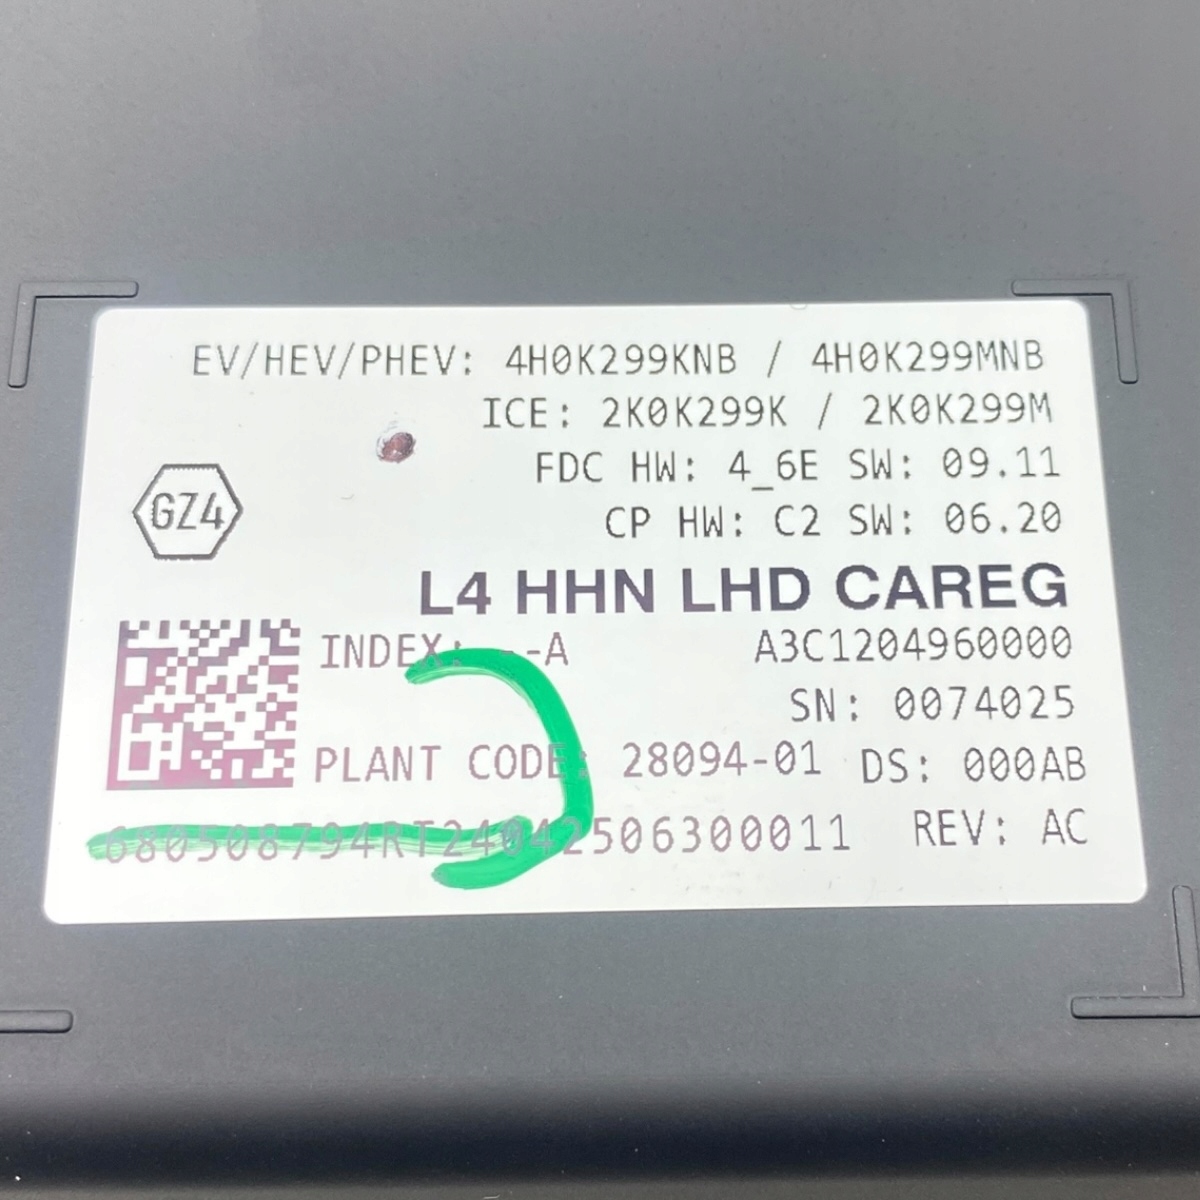 EV/HEV/PHEV: 4H0K299KNB / 4H0K299MNB
ICE: 2K0K299K / 2K0K299M
FDC HW: 4_6E SW: 09.11
GZ4
CP HW: C2 SW: 06.20
L4 HHN LHD CAREG
INDEX: --A A3C1204960000
SN: 0074025
PLANT CODE: 28094-01 DS: 000AB
680508794RT24042506300011 REV: AC